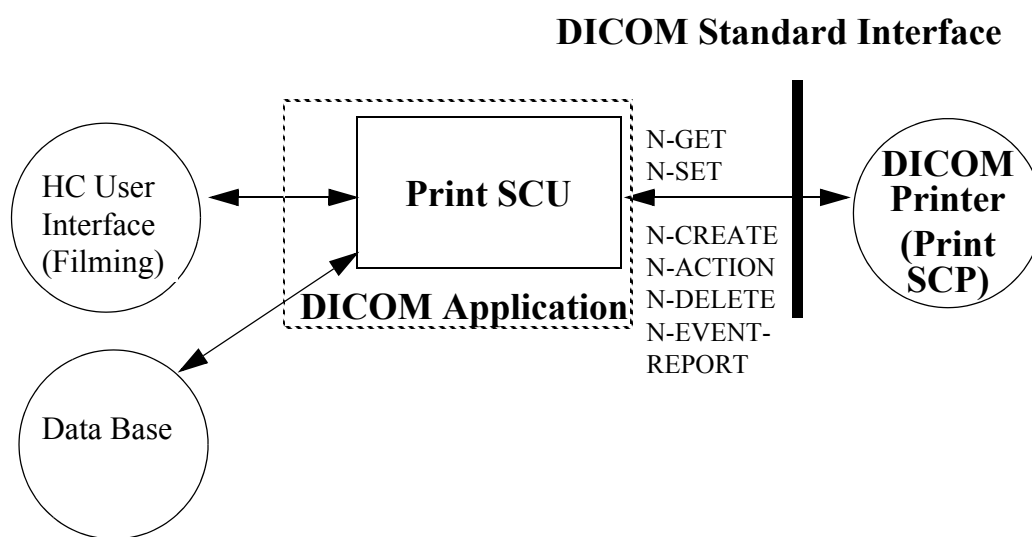 DICOM Standard Interface
HC User
Interface
(Filming)
Print SCU
DICOM Application
N-GET
N-SET
N-CREATE
N-ACTION
N-DELETE
N-EVENT-
REPORT
DICOM
Printer
(Print
SCP)
Data Base